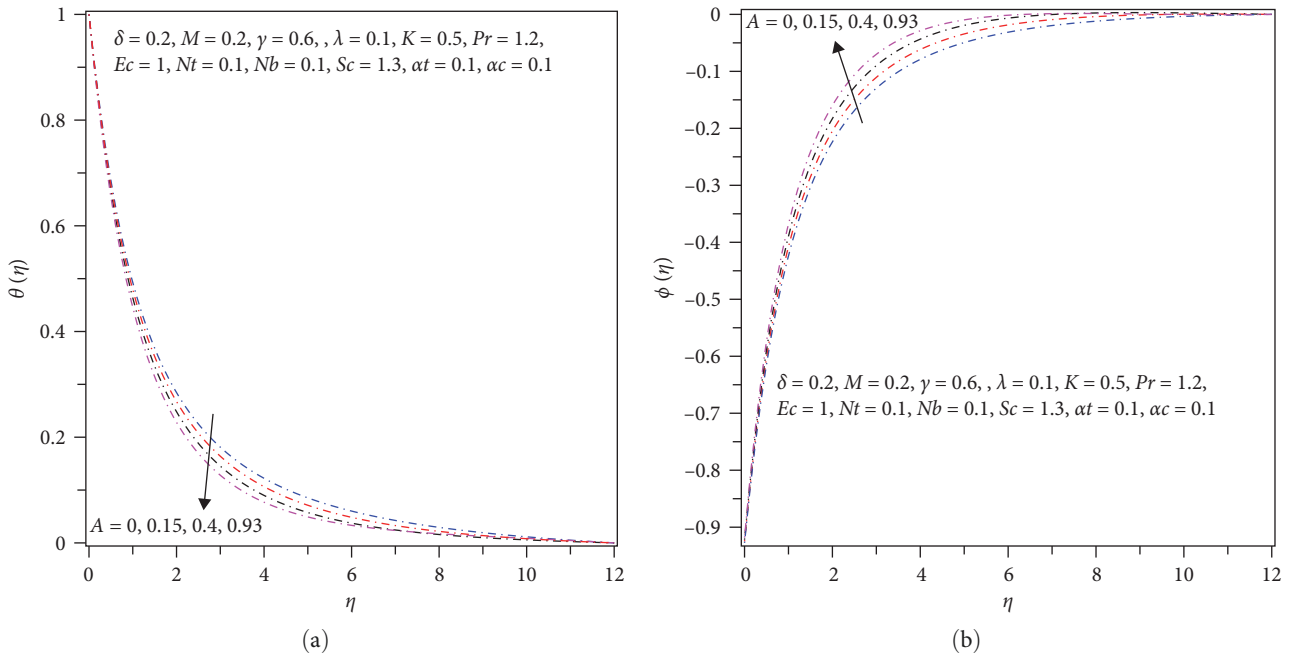 1
0.8
0.6
0.4
0.2
0
θ (η)
δ = 0.2, M = 0.2, γ = 0.6, , λ = 0.1, K = 0.5, Pr = 1.2,
Ec = 1, Nt = 0.1, Nb = 0.1, Sc = 1.3, αt = 0.1, αc = 0.1
A = 0, 0.15, 0.4, 0.93
0 2 4 6 8 10 12
η
(a)
0
–0.1
–0.2
–0.3
–0.4
–0.5
–0.6
–0.7
–0.8
–0.9
ϕ (η)
A = 0, 0.15, 0.4, 0.93
δ = 0.2, M = 0.2, γ = 0.6, , λ = 0.1, K = 0.5, Pr = 1.2,
Ec = 1, Nt = 0.1, Nb = 0.1, Sc = 1.3, αt = 0.1, αc = 0.1
0 2 4 6 8 10 12
η
(b)